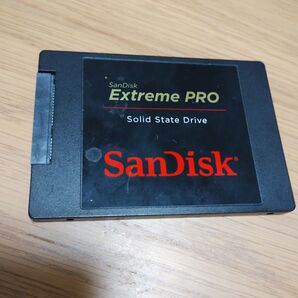 SanDisk
Extreme PRO
Solid State Drive
SanDisk®